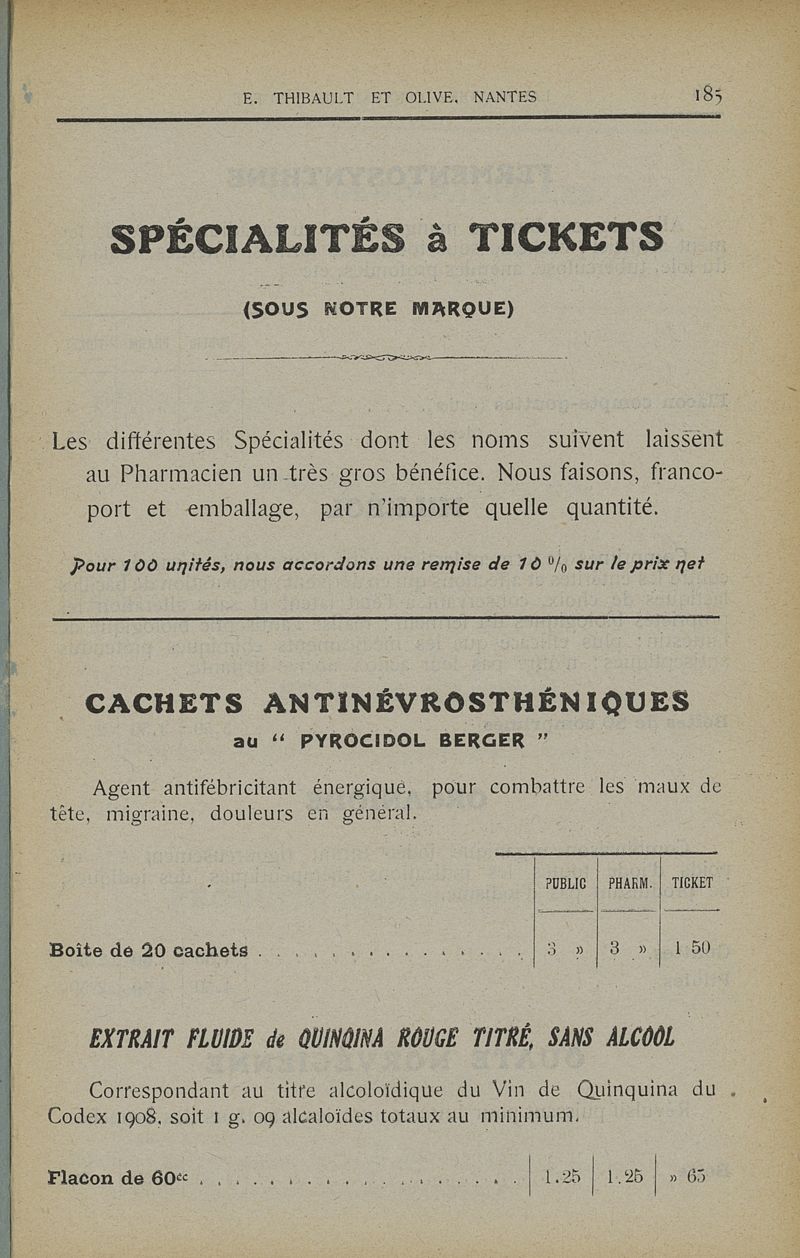 E. THIBAULT ET OLIVE, NANTES 185
SPÉCIALITÉS à TICKETS
(SOUS NOTRE MARQUE)
Les différentes Spécialités dont les noms suivent laissent
au Pharmacien un très gros bénéfice. Nous faisons, franco-
port et emballage, par n'importe quelle quantité.
Pour 100 unités, nous accordons une remise de 10 % sur le prix net
CACHETS ANTINÉVROSTHÉNIQUES
au " PYROCIDOL BERGER "
Agent antifébricitant énergique, pour combattre les maux de
tête, migraine, douleurs en général.
PUBLIC PHARM. TICKET
Boîte de 20 cachets . . . . . . . . . . . . . . . 3 » 3 » 1 50
EXTRAIT FLUIDE de QUINQINA ROUGE TITRÉ, SANS ALCOOL
Correspondant au titre alcoloïdique du Vin de Quinquina du
Codex 1908, soit 1 g. 09 alcaloïdes totaux au minimum.
Flacon de 60cc . . . . . . . . . . . . . . . . . . 1.25 1.25 » 65